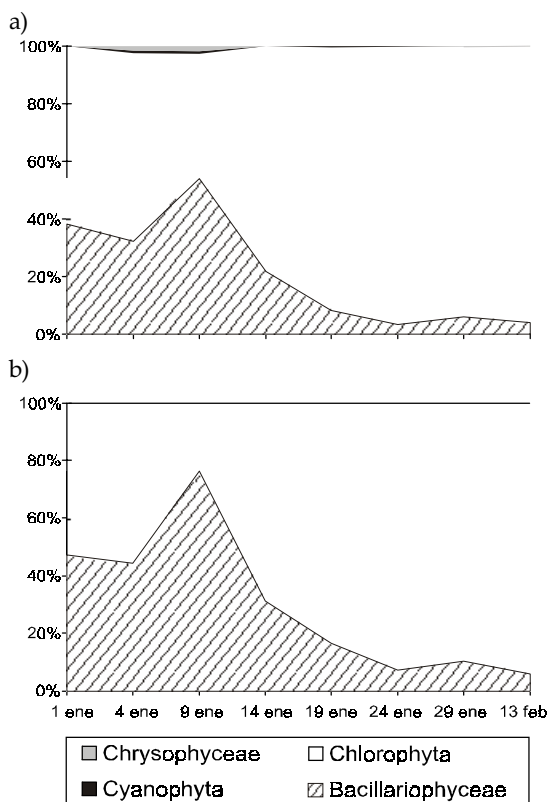 a)
100%
80%
60%
40%
20%
0%
b)
100%
80%
60%
40%
20%
0%
1 ene 4 ene 9 ene 14 ene 19 ene 24 ene 29 ene 13 feb
Chrysophyceae Chlorophyta
Cyanophyta Bacillariophyceae